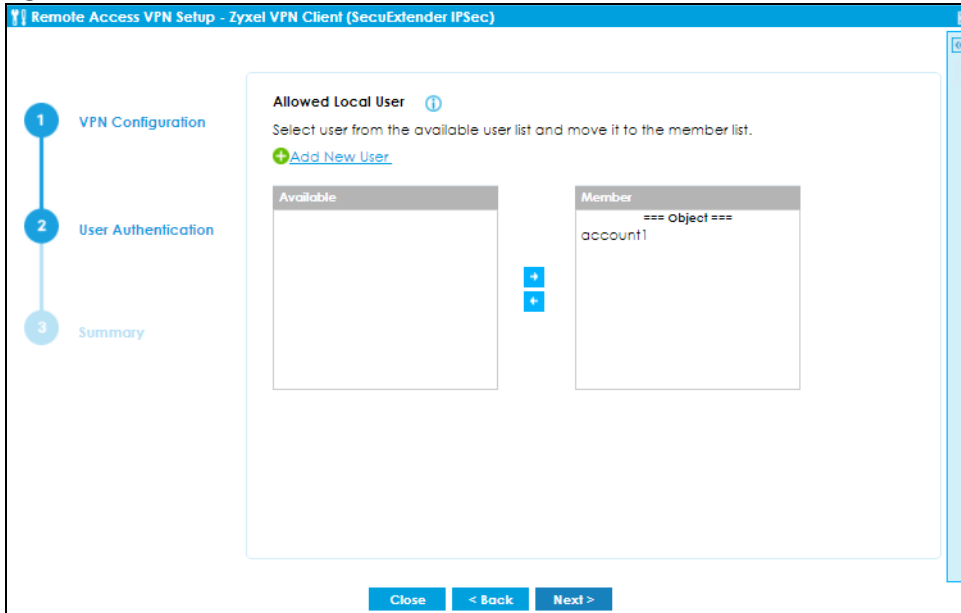 Remote Access VPN Setup - Zyxel VPN Client (SecuExtender IPSec)
1 VPN Configuration
2 User Authentication
3 Summary
Allowed Local User
Select user from the available user list and move it to the member list.
Add New User
Available
Member
=== Object ===
account1
Close < Back Next >